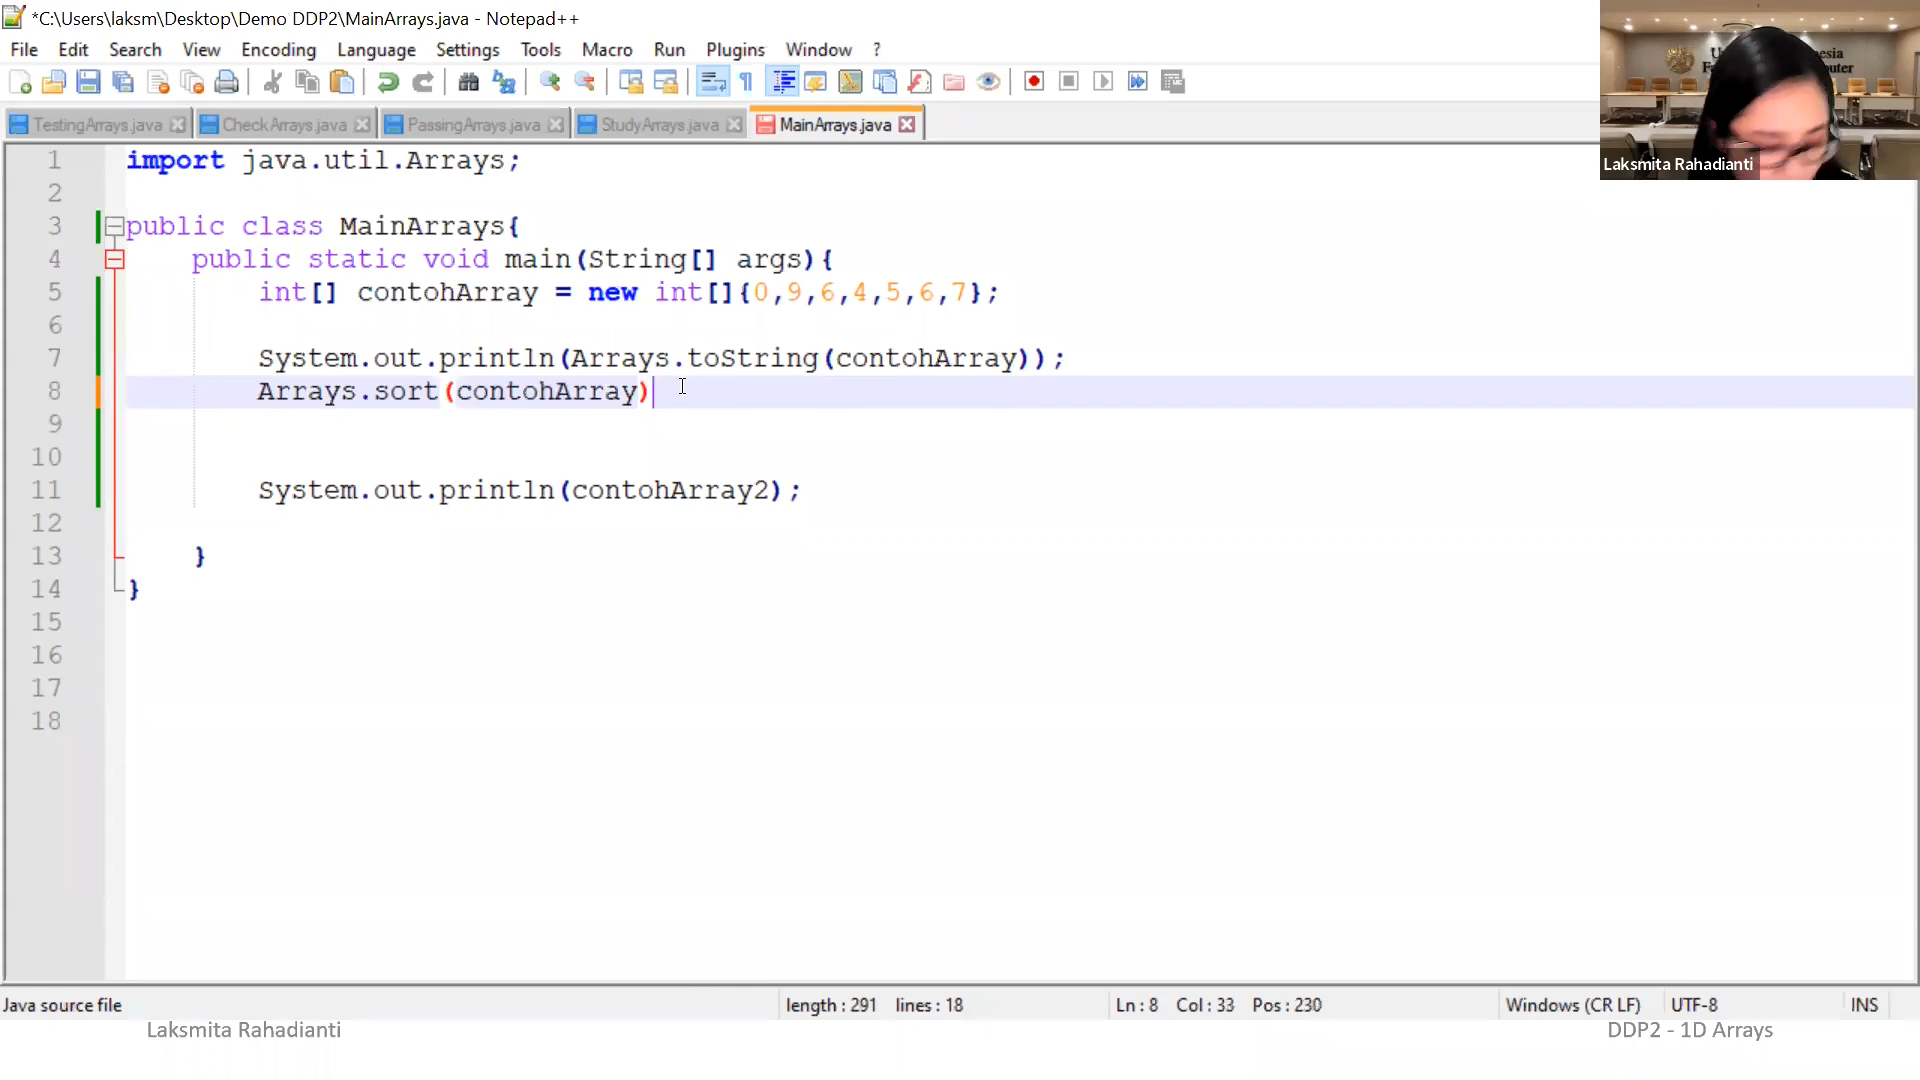 *C:\Users\laksm\Desktop\Demo DDP2\MainArrays.java - Notepad++
File Edit Search View Encoding Language Settings Tools Macro Run Plugins Window ?
TestingArrays.java CheckArrays.java PassingArrays.java StudyArrays.java MainArrays.java
Laksmita Rahadianti
1 import java.util.Arrays;
2
3 public class MainArrays{
4 public static void main(String[] args){
5 int[] contohArray = new int[]{0,9,6,4,5,6,7};
6
7 System.out.println(Arrays.toString(contohArray));
8 Arrays.sort(contohArray)
9
10
11 System.out.println(contohArray2);
12
13 }
14 }
15
16
17
18
Java source file length : 291 lines : 18 Ln : 8 Col : 33 Pos : 230 Windows (CR LF) UTF-8 INS
Laksmita Rahadianti DDP2 - 1D Arrays